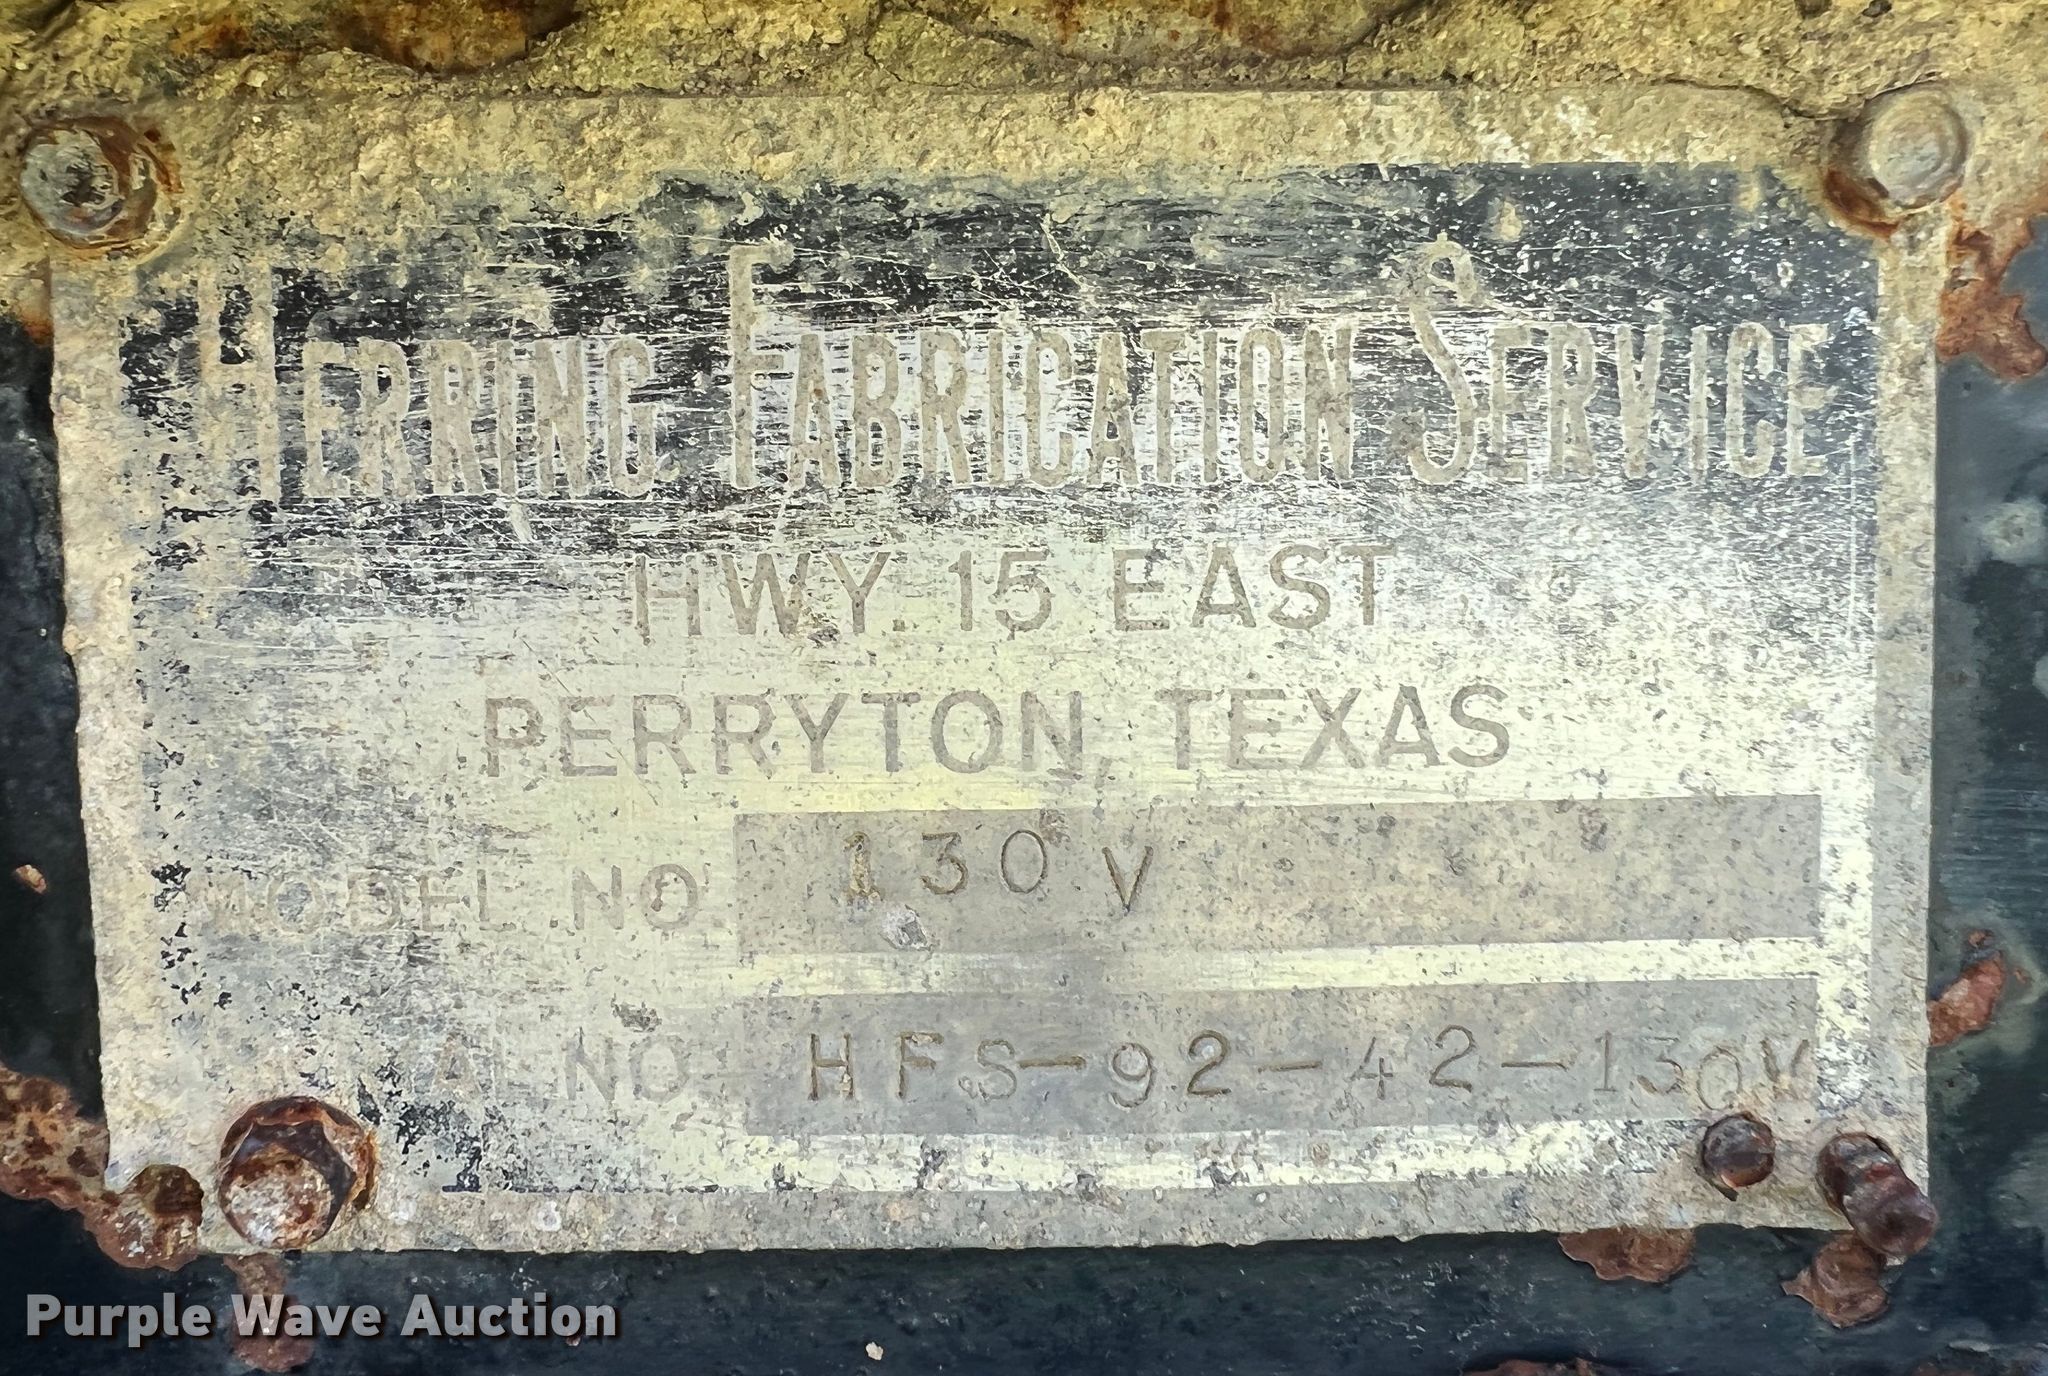 HERRING FABRICATION SERVICE
HWY. 15 EAST
PERRYTON, TEXAS
MODEL NO. 130 V
NO. HFS-92-42-130V
Purple Wave Auction